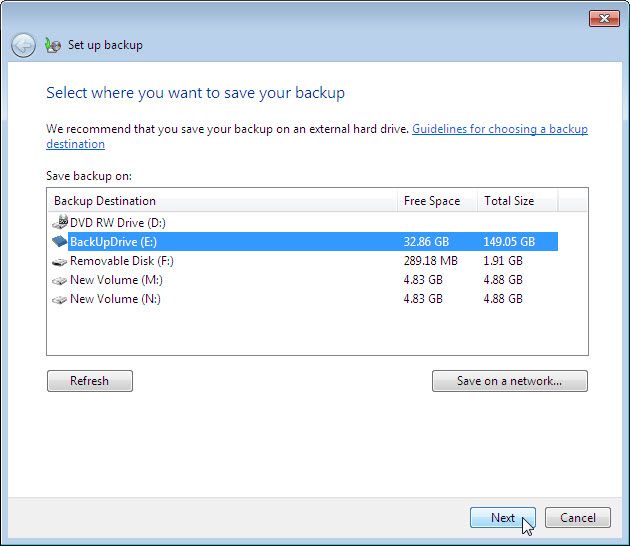 Set up backup
Select where you want to save your backup
We recommend that you save your backup on an external hard drive. Guidelines for choosing a backup
destination
Save backup on:
Backup Destination Free Space Total Size
DVD RW Drive (D:)
BackUpDrive (E:) 32.86 GB 149.05 GB
Removable Disk (F:) 289.18 MB 1.91 GB
New Volume (M:) 4.83 GB 4.88 GB
New Volume (N:) 4.83 GB 4.88 GB
Refresh Save on a network...
Next Cancel